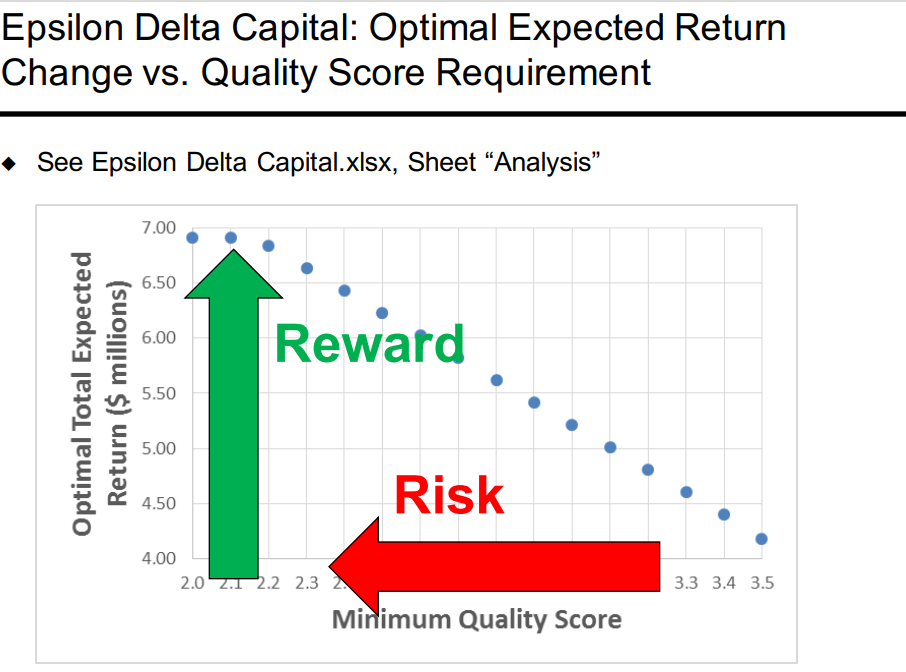 Epsilon Delta Capital: Optimal Expected Return
Change vs. Quality Score Requirement
◆ See Epsilon Delta Capital.xlsx, Sheet “Analysis”
Optimal Total Expected
Return ($ millions)
7.00
6.50
6.00
5.50
5.00
4.50
4.00
Reward
Risk
2.0 2.1 2.2 2.3 3.3 3.4 3.5
Minimum Quality Score